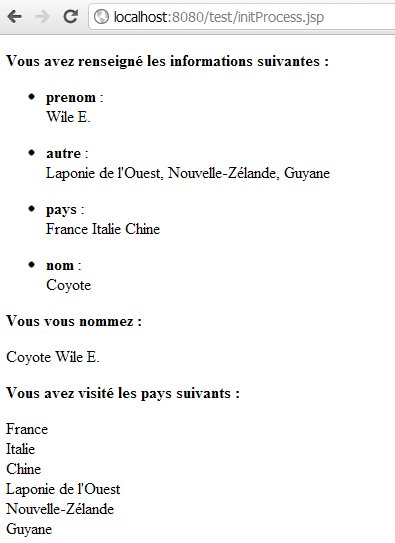 localhost:8080/test/initProcess.jsp
Vous avez renseigné les informations suivantes :
prenom :
Wile E.
autre :
Laponie de l'Ouest, Nouvelle-Zélande, Guyane
pays :
France Italie Chine
nom :
Coyote
Vous vous nommez :
Coyote Wile E.
Vous avez visité les pays suivants :
France
Italie
Chine
Laponie de l'Ouest
Nouvelle-Zélande
Guyane